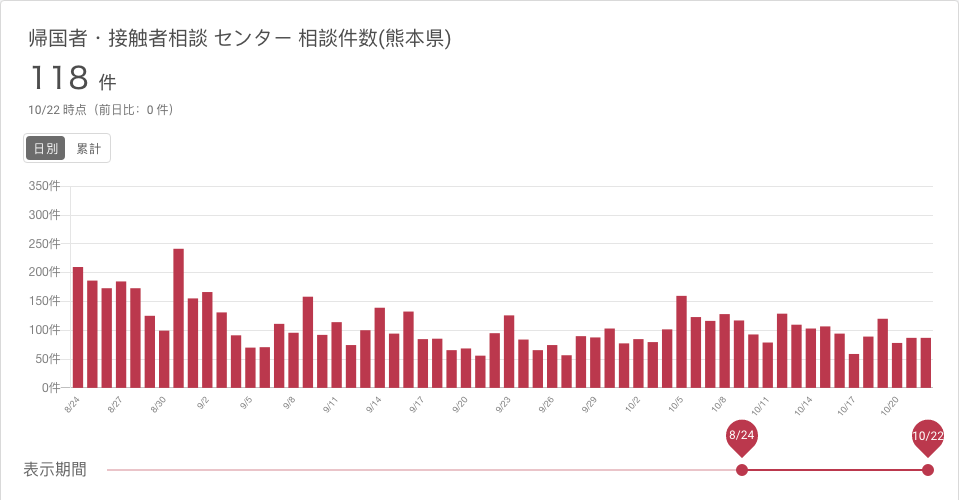 帰国者・接触者相談 センター 相談件数(熊本県)
118 件
10/22 時点（前日比: 0 件）
日別 累計
350件
300件
250件
200件
150件
100件
50件
0件
8/24 8/27 8/30 9/2 9/5 9/8 9/11 9/14 9/17 9/20 9/23 9/26 9/29 10/2 10/5 10/8 10/11 10/14 10/17 10/20
8/24 10/22
表示期間